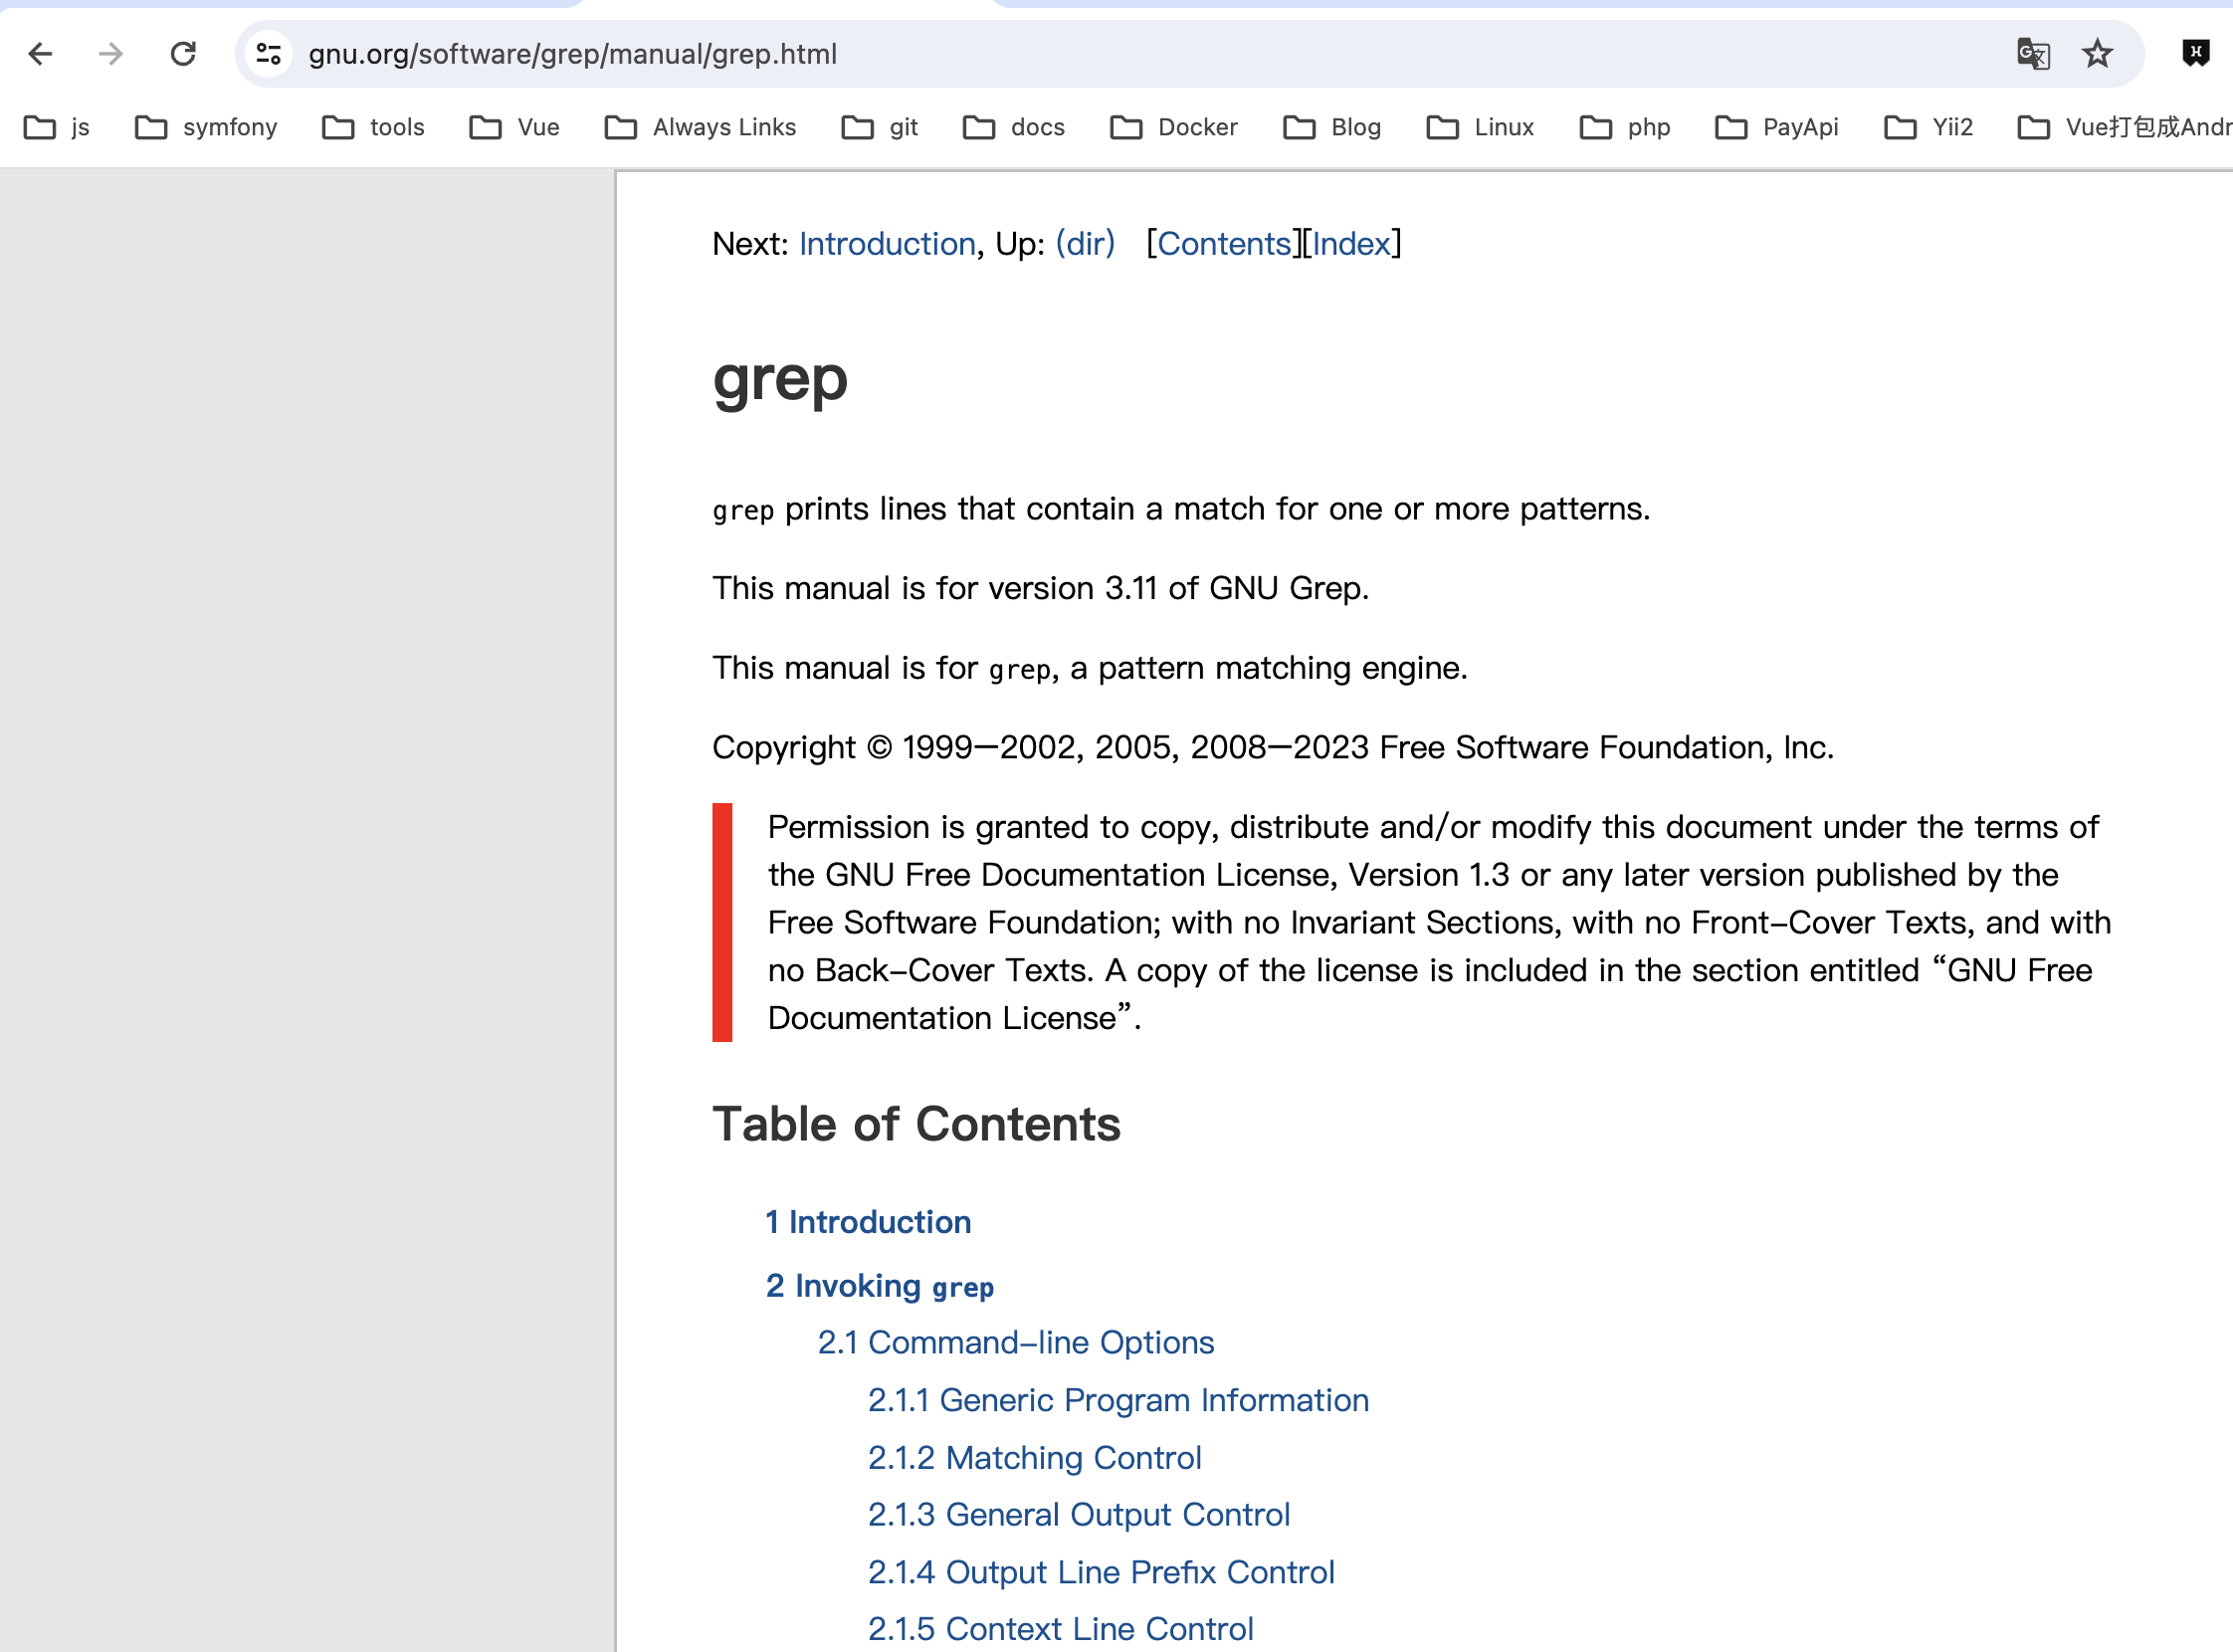 gnu.org/software/grep/manual/grep.html
js symfony tools Vue Always Links git docs Docker Blog Linux php PayApi Yii2 Vue打包成Andr
Next: Introduction, Up: (dir) [Contents][Index]
grep
grep prints lines that contain a match for one or more patterns.
This manual is for version 3.11 of GNU Grep.
This manual is for grep, a pattern matching engine.
Copyright © 1999—2002, 2005, 2008—2023 Free Software Foundation, Inc.
Permission is granted to copy, distribute and/or modify this document under the terms of
the GNU Free Documentation License, Version 1.3 or any later version published by the
Free Software Foundation; with no Invariant Sections, with no Front–Cover Texts, and with
no Back–Cover Texts. A copy of the license is included in the section entitled “GNU Free
Documentation License”.
Table of Contents
1 Introduction
2 Invoking grep
2.1 Command–line Options
2.1.1 Generic Program Information
2.1.2 Matching Control
2.1.3 General Output Control
2.1.4 Output Line Prefix Control
2.1.5 Context Line Control